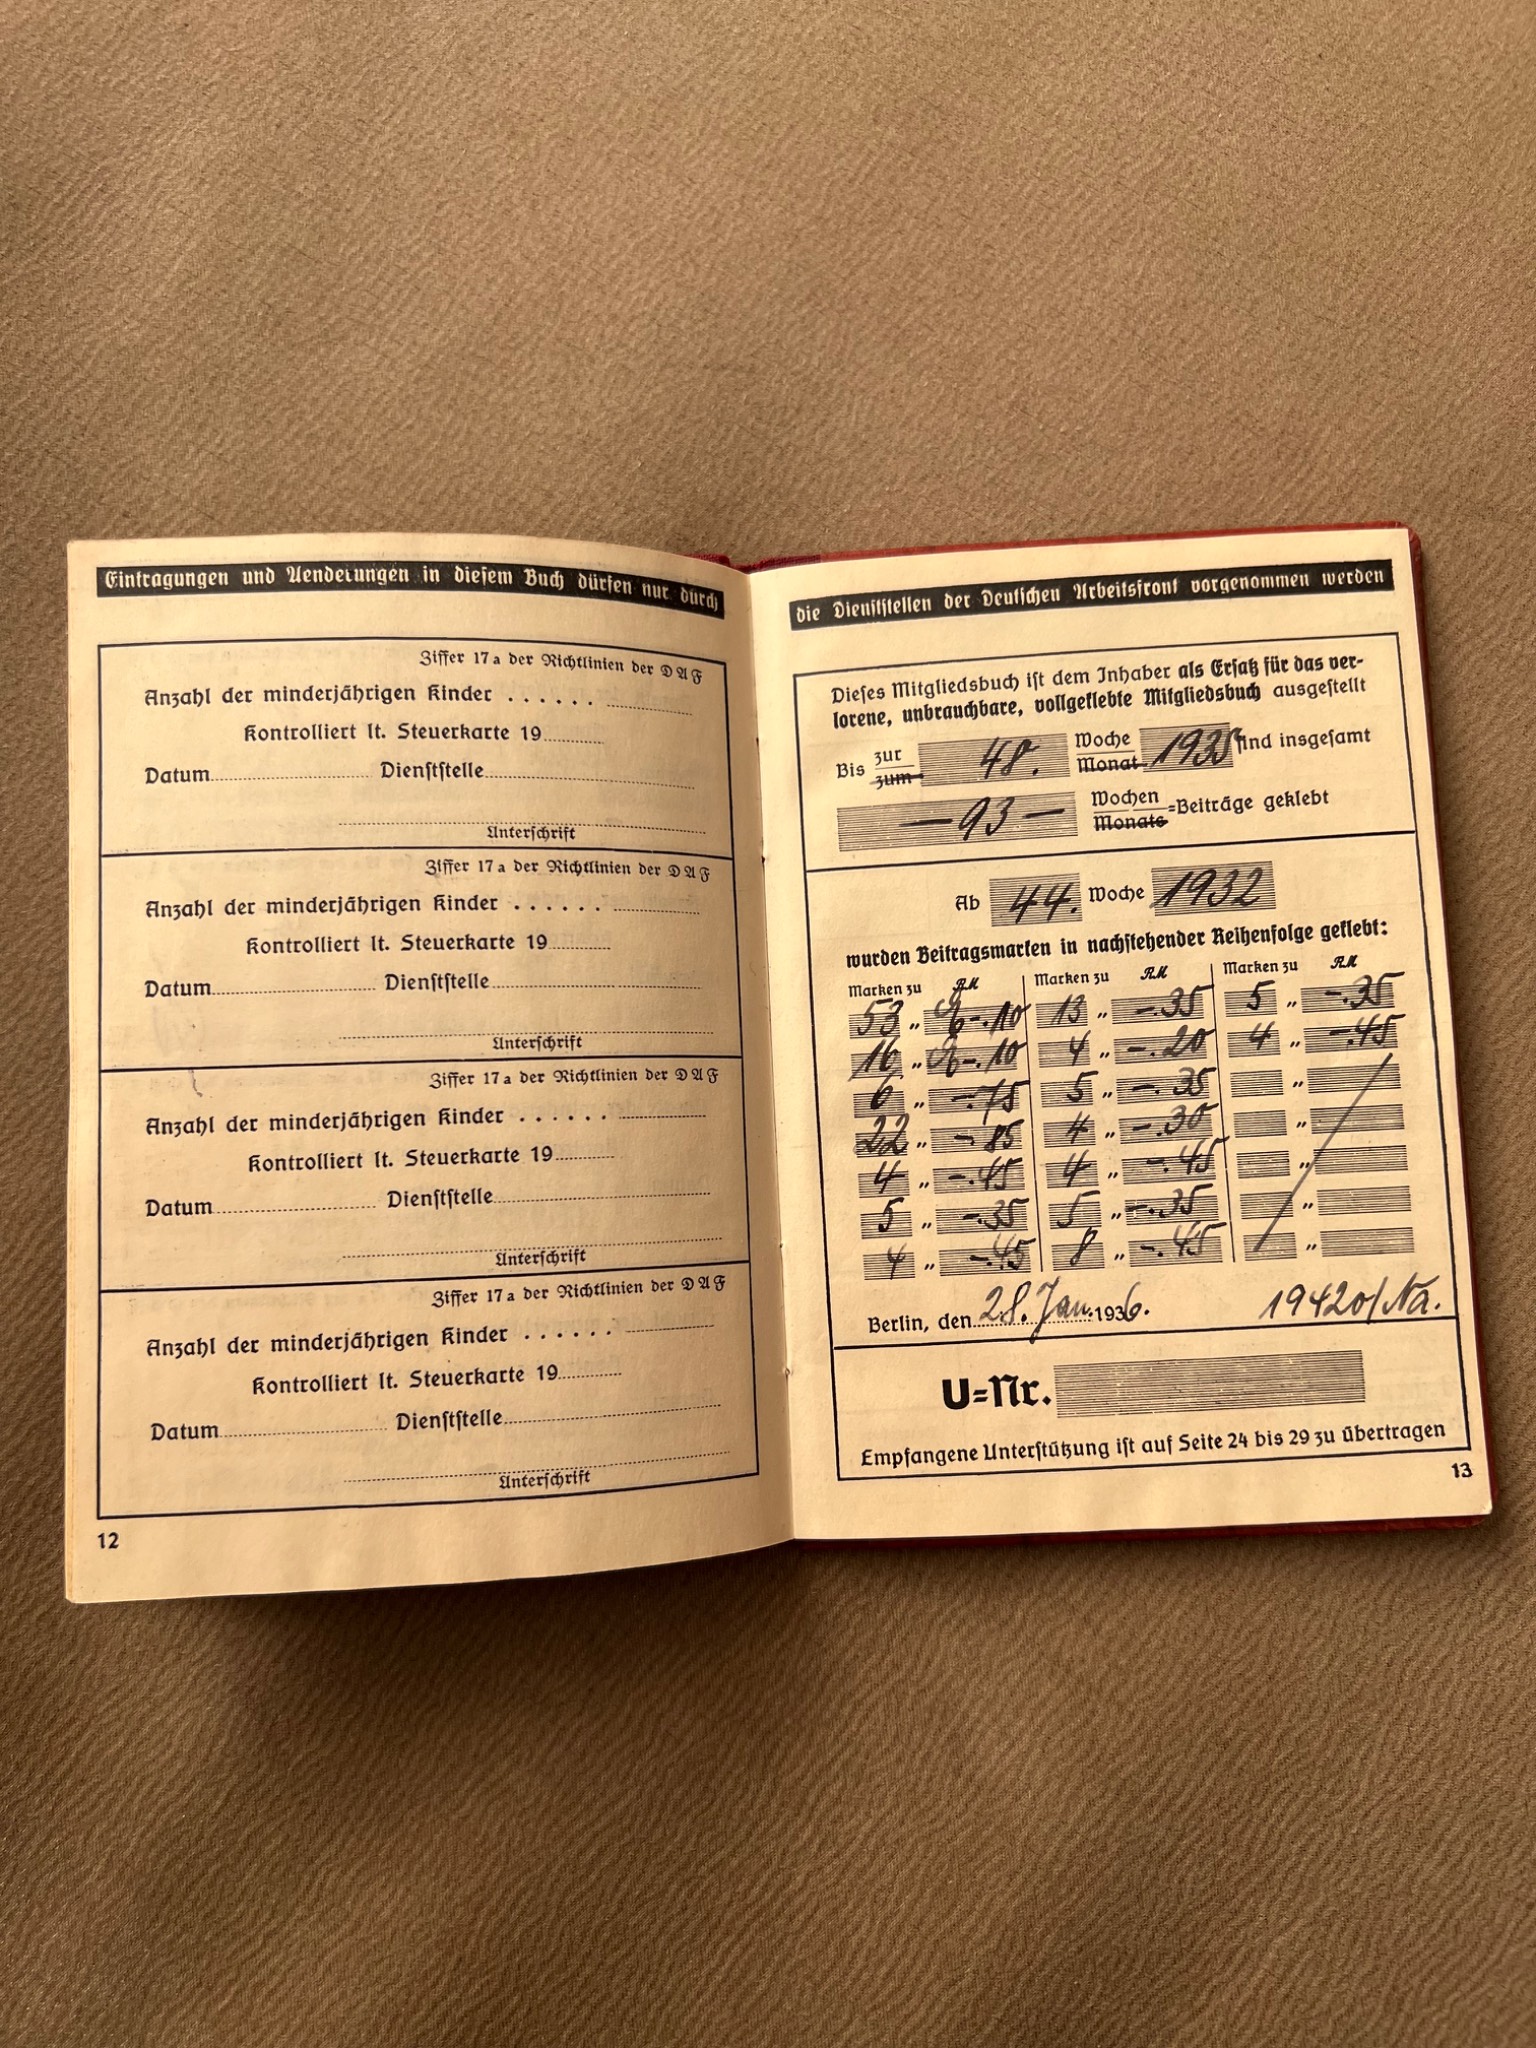 Eintragungen und Aenderungen in diesem Buch dürfen nur durch
Ziffer 17a der Richtlinien der DAF
Anzahl der minderjährigen Kinder . . . . . .
Kontrolliert lt. Steuerkarte 19
Datum Dienststelle
Unterschrift
Ziffer 17a der Richtlinien der DAF
Anzahl der minderjährigen Kinder . . . . . .
Kontrolliert lt. Steuerkarte 19
Datum Dienststelle
Unterschrift
Ziffer 17a der Richtlinien der DAF
Anzahl der minderjährigen Kinder . . . . . .
Kontrolliert lt. Steuerkarte 19
Datum Dienststelle
Unterschrift
Ziffer 17a der Richtlinien der DAF
Anzahl der minderjährigen Kinder . . . . . .
Kontrolliert lt. Steuerkarte 19
Datum Dienststelle
Unterschrift
12
die Dienststellen der Deutschen Arbeitsfront vorgenommen werden
Dieses Mitgliedsbuch ist dem Inhaber als Ersatz für das ver-
lorene, unbrauchbare, vollgeklebte Mitgliedsbuch ausgestellt
Bis zur zum 48. Woche Monat 1935 sind insgesamt
— 93 — Wochen Monats =Beiträge geklebt
Ab 44. Woche 1932
wurden Beitragsmarken in nachstehender Reihenfolge geklebt:
Marken zu RM Marken zu RM Marken zu RM
53 „ -.10 13 „ -.35 5 „ -.35
16 „ -.10 4 „ -.20 4 „ -.45
6 „ -.75 5 „ -.35 „
22 „ -.85 4 „ -.30 „
4 „ -.45 4 „ -.45 „
5 „ -.35 5 „ -.35 „
4 „ -.45 8 „ -.45 „
Berlin, den 28. Jan. 1936. 19420/Na.
U=Nr.
Empfangene Unterstützung ist auf Seite 24 bis 29 zu übertragen
13